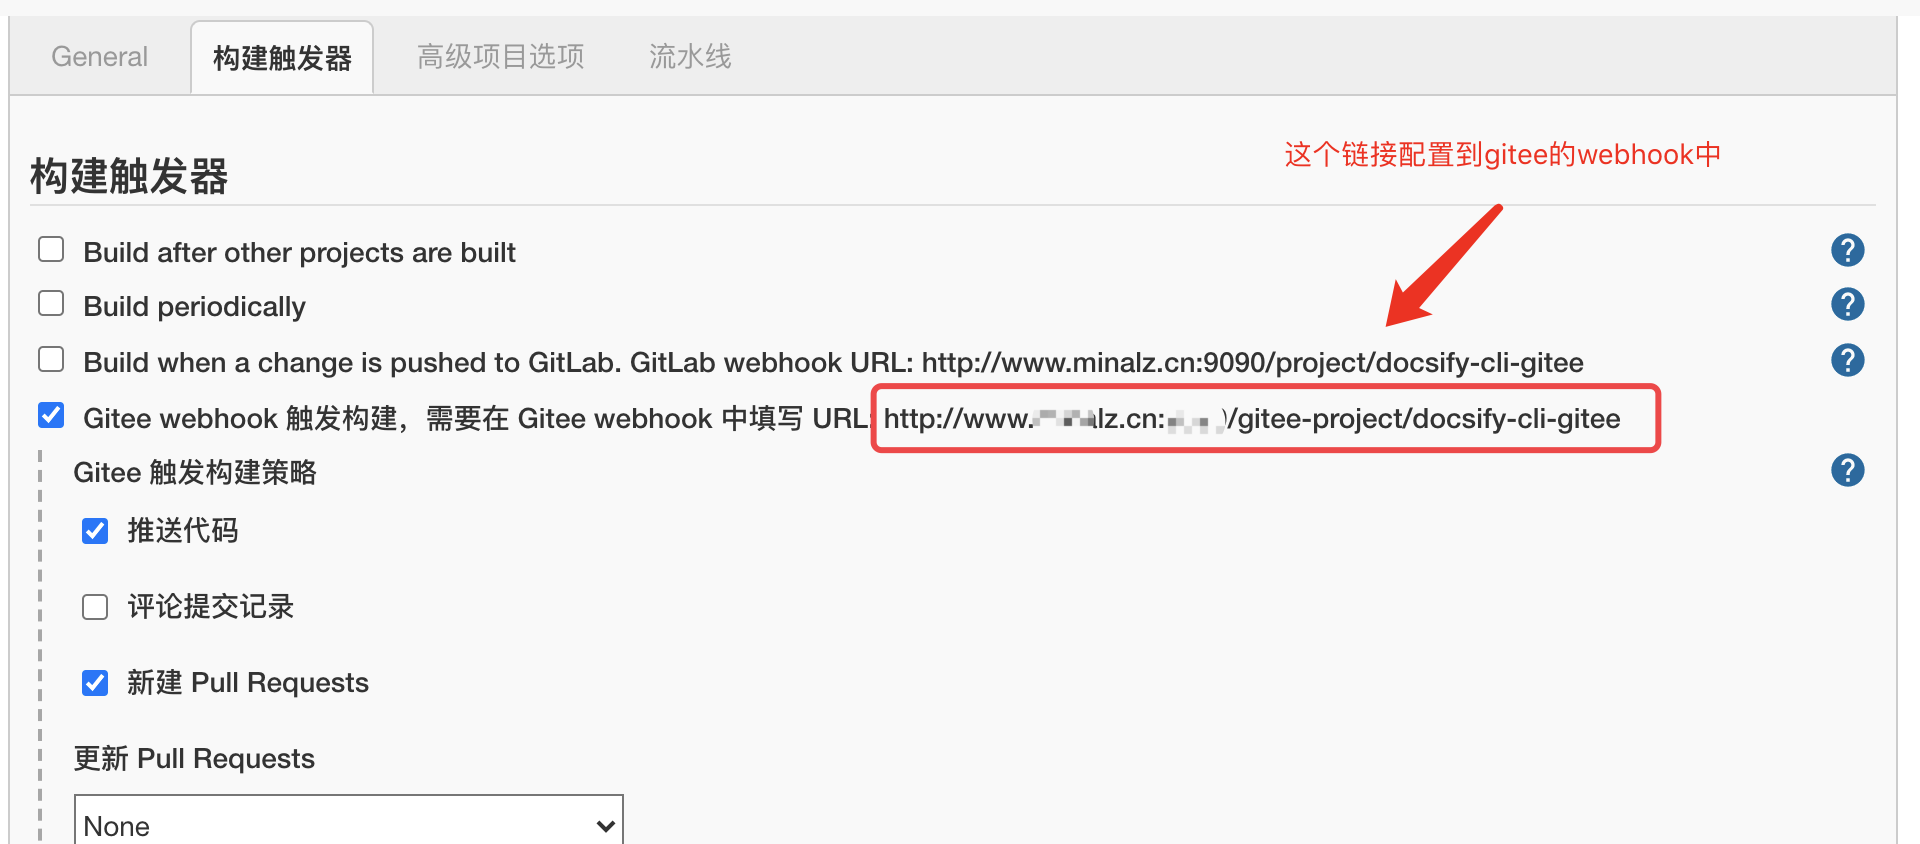 General 构建触发器 高级项目选项 流水线
这个链接配置到gitee的webhook中
构建触发器
Build after other projects are built ?
Build periodically ?
Build when a change is pushed to GitLab. GitLab webhook URL: http://www.minalz.cn:9090/project/docsify-cli-gitee ?
Gitee webhook 触发构建，需要在 Gitee webhook 中填写 URL: http://www. lz.cn: /gitee-project/docsify-cli-gitee
Gitee 触发构建策略 ?
推送代码
评论提交记录
新建 Pull Requests
更新 Pull Requests
None